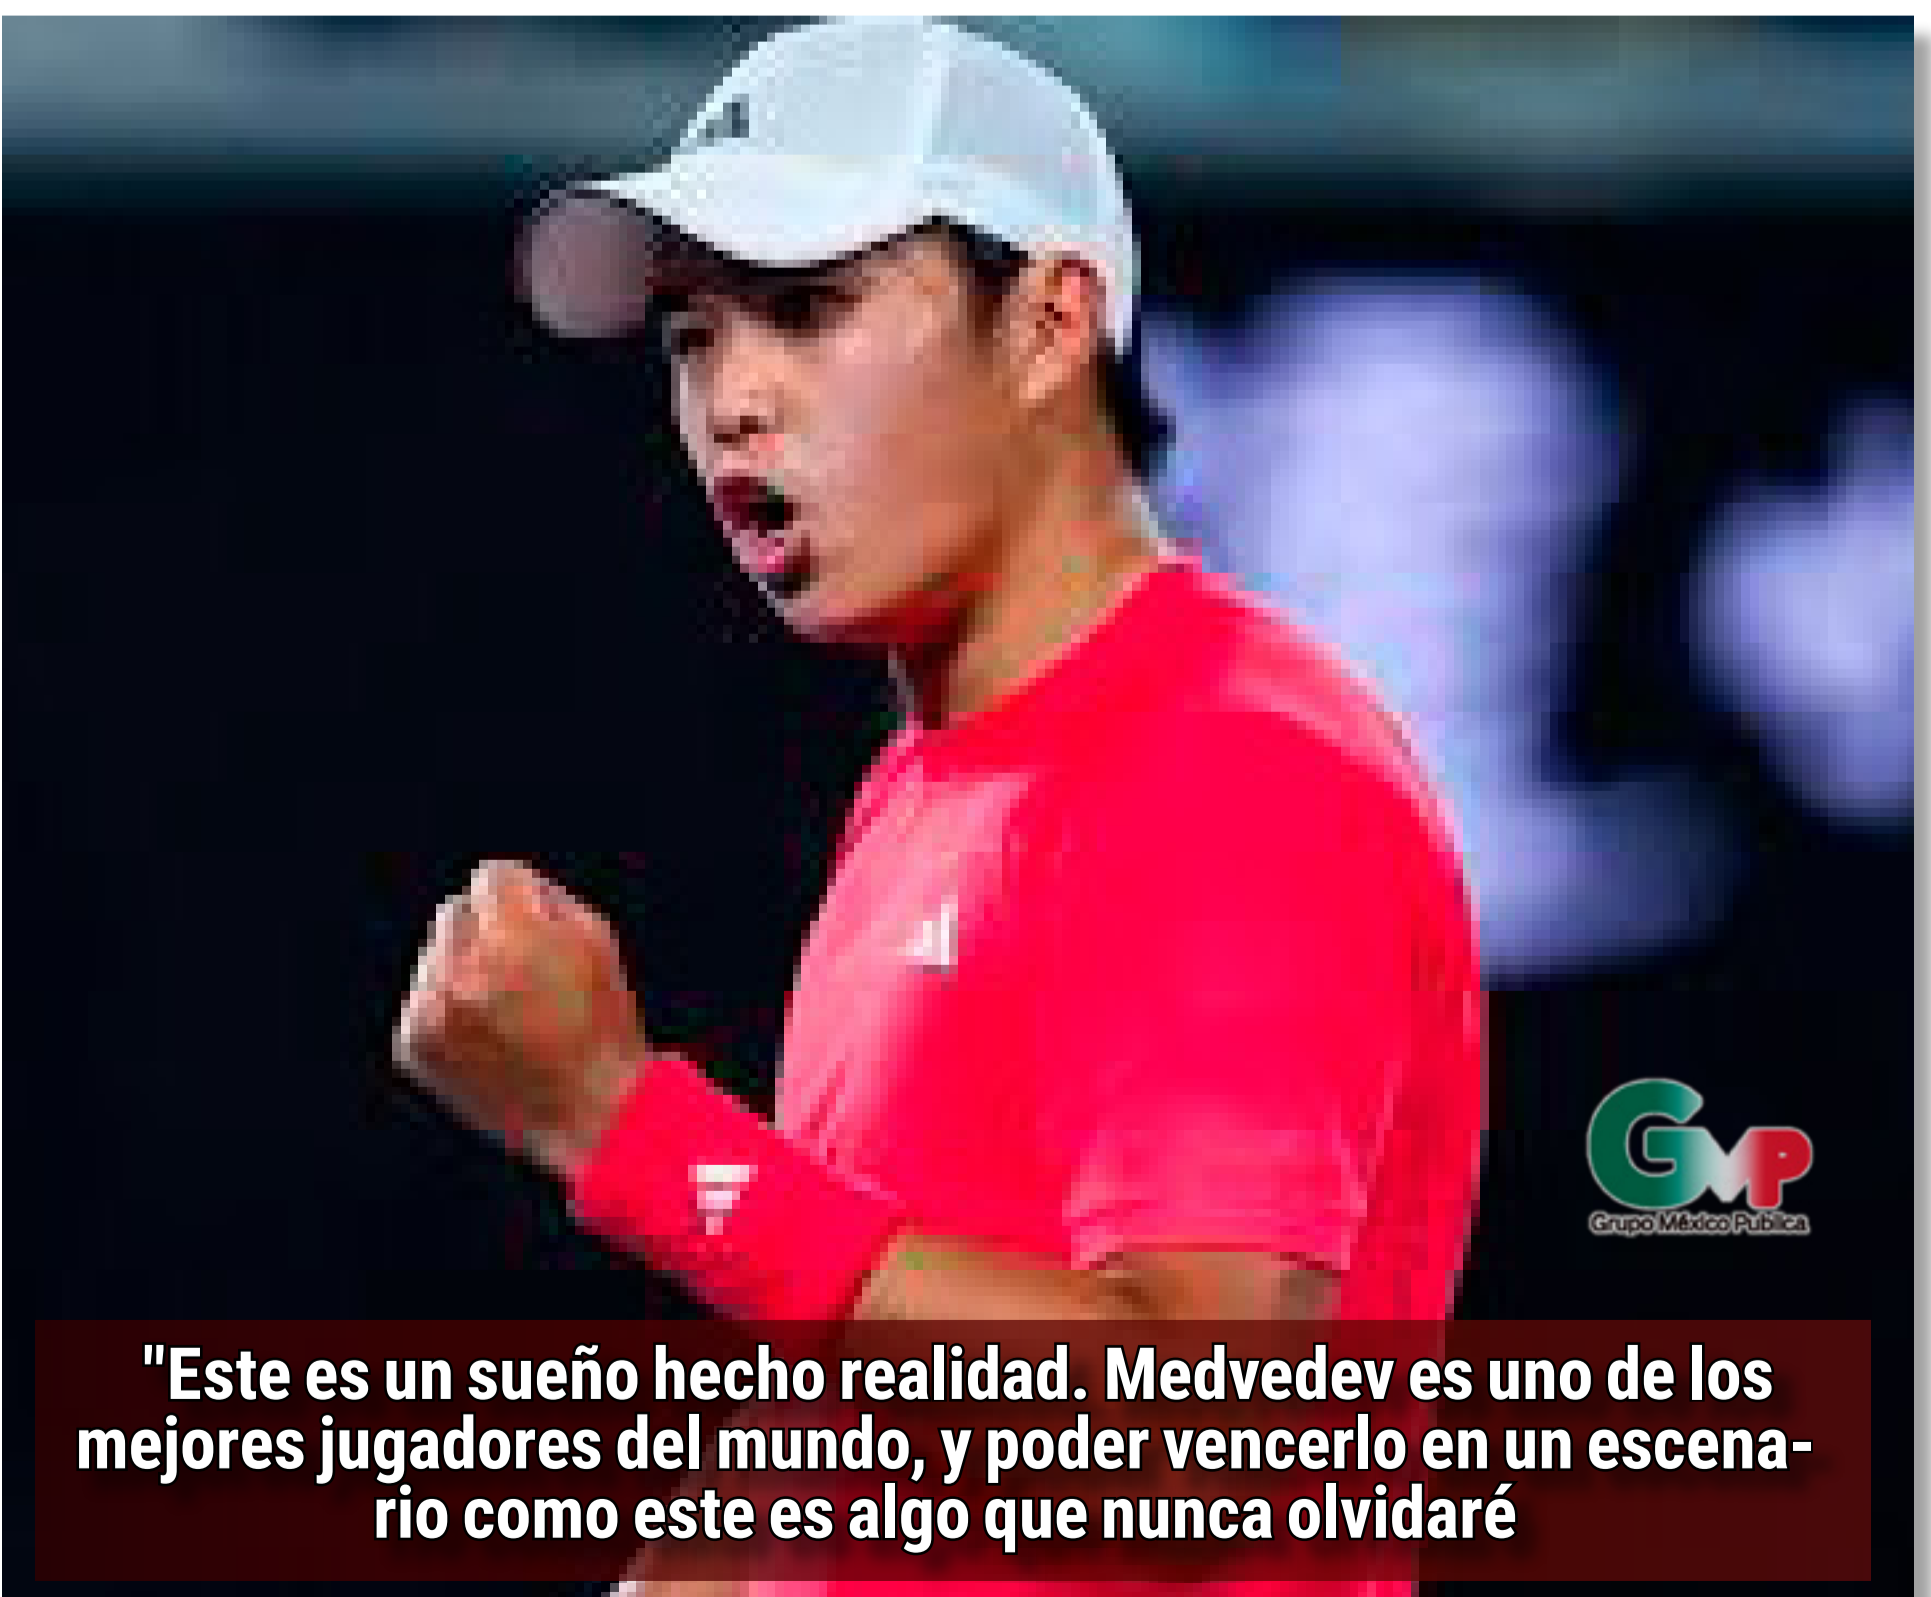 GMP
Grupo México Publica
"Este es un sueño hecho realidad. Medvedev es uno de los
mejores jugadores del mundo, y poder vencerlo en un escena-
rio como este es algo que nunca olvidaré